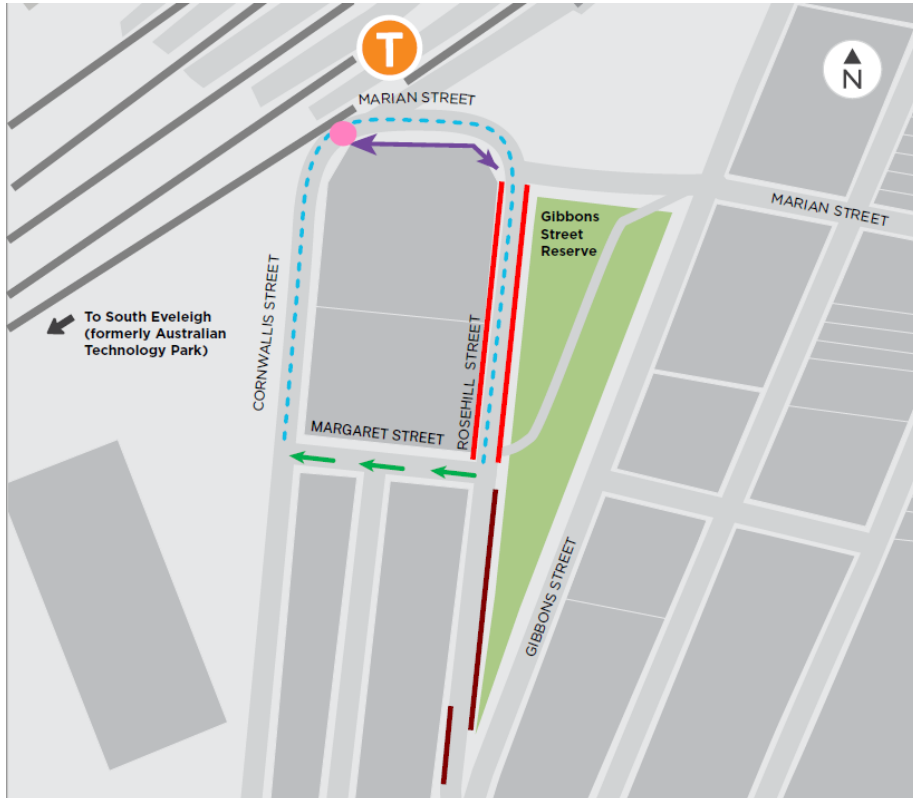 T
MARIAN STREET
N
MARIAN STREET
Gibbons
Street
Reserve
To South Eveleigh
(formerly Australian
Technology Park)
CORNWALLIS STREET
ROSEHILL STREET
MARGARET STREET
GIBBONS STREET